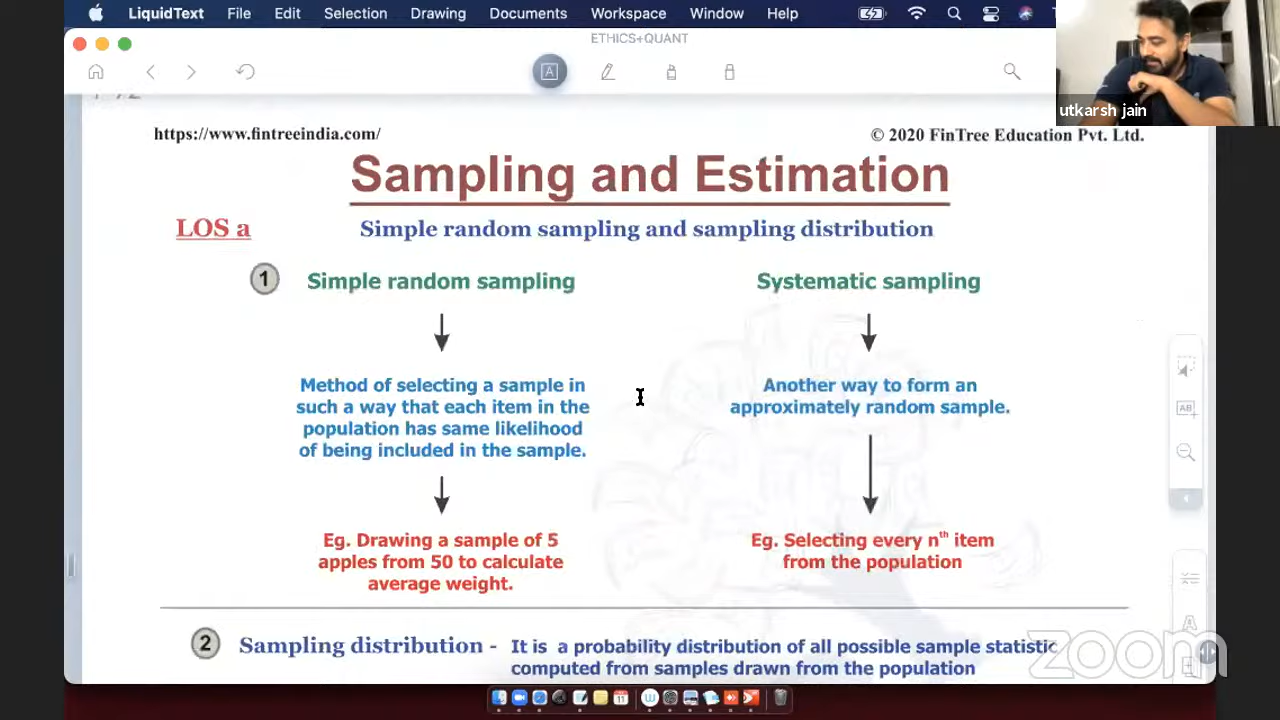 LiquidText File Edit Selection Drawing Documents Workspace Window Help
ETHICS+QUANT
utkarsh jain
https://www.fintreeindia.com/
© 2020 FinTree Education Pvt. Ltd.
Sampling and Estimation
LOS a
Simple random sampling and sampling distribution
1
Simple random sampling
Method of selecting a sample in
such a way that each item in the
population has same likelihood
of being included in the sample.
Eg. Drawing a sample of 5
apples from 50 to calculate
average weight.
Systematic sampling
Another way to form an
approximately random sample.
Eg. Selecting every nth item
from the population
2
Sampling distribution - It is a probability distribution of all possible sample statistic
computed from samples drawn from the population
zoom